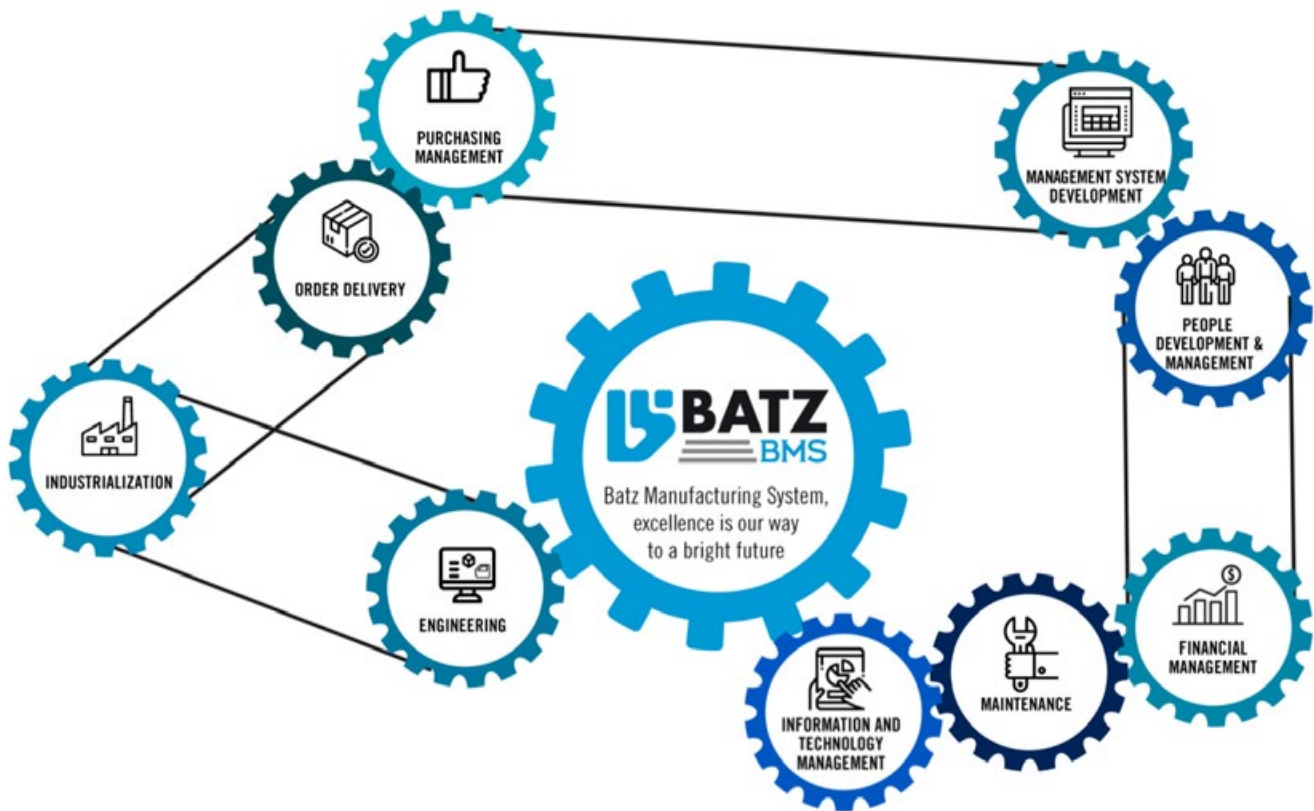 PURCHASING
MANAGEMENT
MANAGEMENT SYSTEM
DEVELOPMENT
ORDER DELIVERY
PEOPLE
DEVELOPMENT &
MANAGEMENT
BATZ
BMS
Batz Manufacturing System,
excellence is our way
to a bright future
INDUSTRIALIZATION
ENGINEERING
$
FINANCIAL
MANAGEMENT
MAINTENANCE
INFORMATION AND
TECHNOLOGY
MANAGEMENT